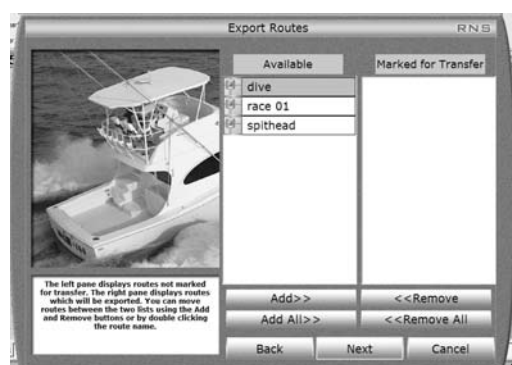 Export Routes RNS
Available Marked for Transfer
dive
race 01
spithead
The left pane displays routes not marked
for transfer. The right pane displays routes
which will be exported. You can move
routes between the two lists using the Add
and Remove buttons or by double clicking
the route name.
Add>> <<Remove
Add All>> <<Remove All
Back Next Cancel